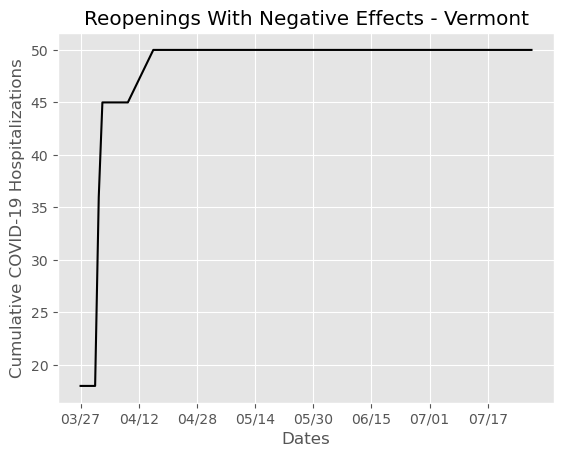 Reopenings With Negative Effects - Vermont
Cumulative COVID-19 Hospitalizations
50
45
40
35
30
25
20
03/27 04/12 04/28 05/14 05/30 06/15 07/01 07/17
Dates